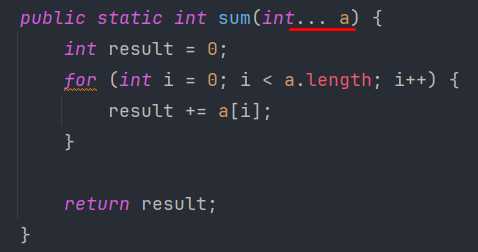 public static int sum(int... a) {
    int result = 0;
    for (int i = 0; i < a.length; i++) {
        result += a[i];
    }
    return result;
}